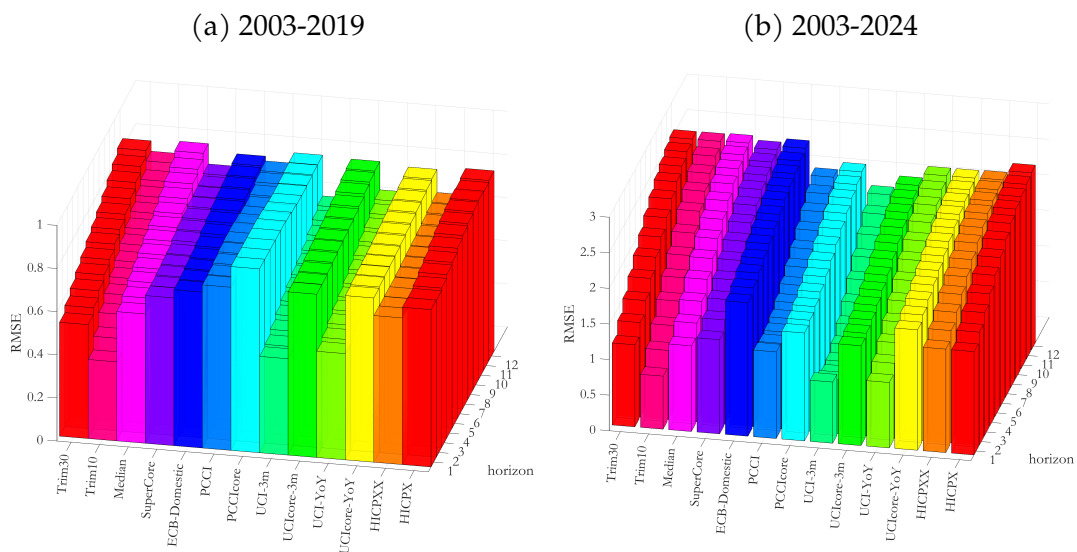 (a) 2003-2019
1
0.8
0.6
0.4
0.2
0
RMSE
Trim30
Trim10
Median
SuperCore
ECB-Domestic
PCCI
PCCIcore
UCI-3m
UCIcore-3m
UCI-YoY
UCIcore-YoY
HICPXX
HICPX
1
2
3
4
5
6
7
8
9
10
11
12
horizon
(b) 2003-2024
3
2.5
2
1.5
1
0.5
0
RMSE
Trim30
Trim10
Median
SuperCore
ECB-Domestic
PCCI
PCCIcore
UCI-3m
UCIcore-3m
UCI-YoY
UCIcore-YoY
HICPXX
HICPX
1
2
3
4
5
6
7
8
9
10
11
12
horizon